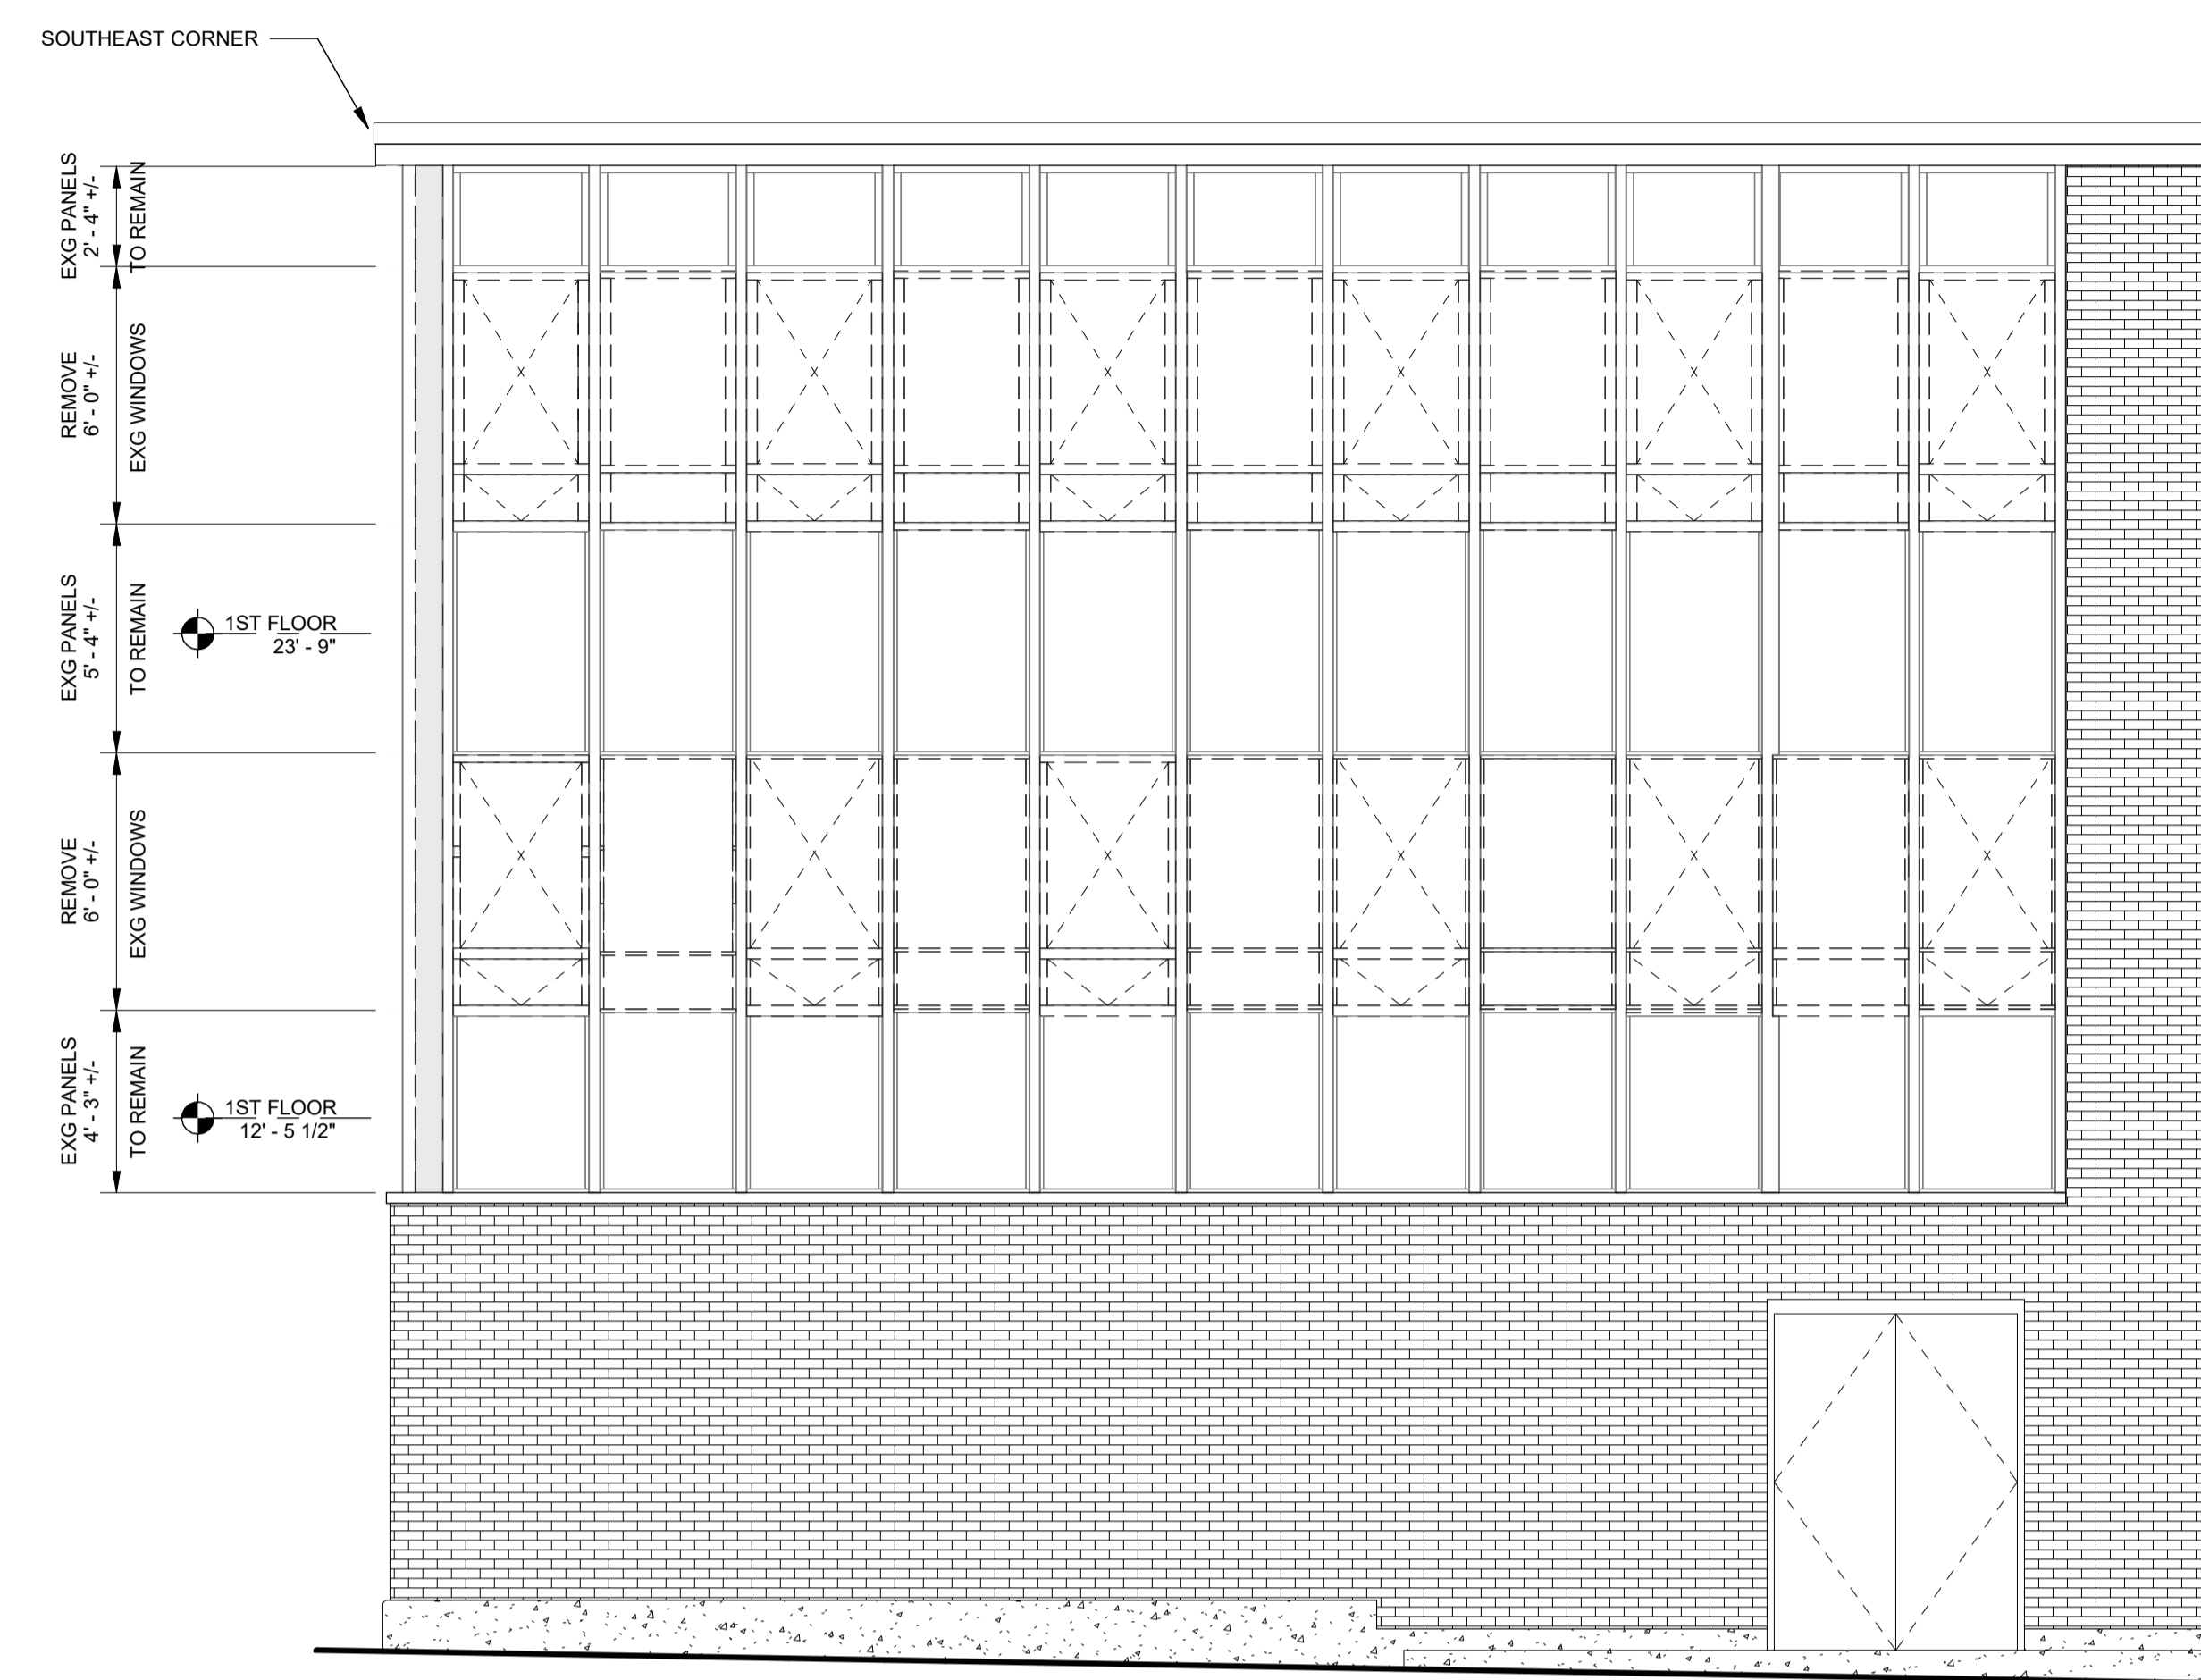 SOUTHEAST CORNER
EXG PANELS
2' - 4" +/-
TO REMAIN
REMOVE
6' - 0" +/-
EXG WINDOWS
EXG PANELS
5' - 4" +/-
TO REMAIN
1ST FLOOR
23' - 9"
REMOVE
6' - 0" +/-
EXG WINDOWS
EXG PANELS
4' - 3" +/-
TO REMAIN
1ST FLOOR
12' - 5 1/2"